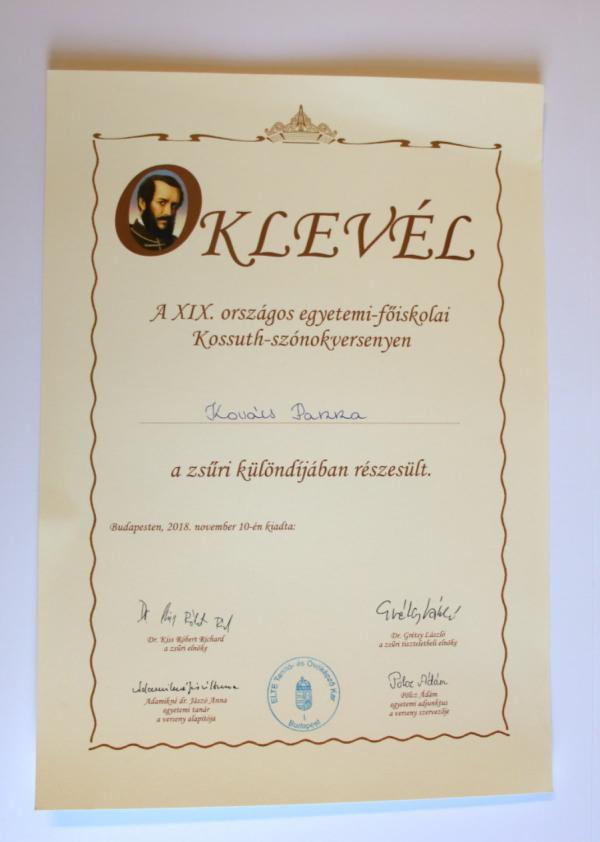 OKLEVÉL
A XIX. országos egyetemi-főiskolai
Kossuth-szónokversenyen
Kovács Panka
a zsűri különdíjában részesült.
Budapesten, 2018. november 10-én kiadta:
Dr. Kiss Róbert Richard
a zsűri elnöke
Dr. Grétsy László
a zsűri tiszteletbeli elnöke
Adamikné dr. Jászó Anna
egyetemi tanár
a verseny alapítója
Pölcz Ádám
Pölcz Ádám
egyetemi adjunktus
a verseny szervezője
ELTE Tanító- és Óvóképző Kar
1.
Budapest